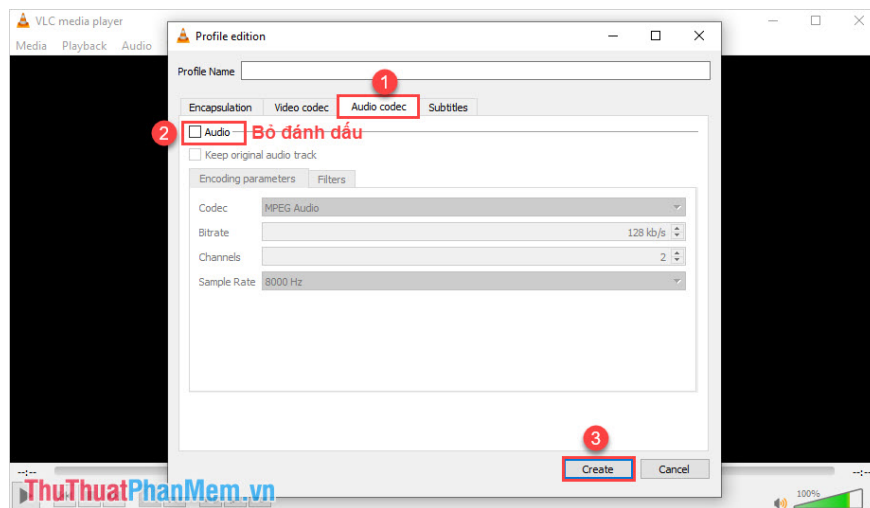 VLC media player
Media Playback Audio
Profile edition
Profile Name
1
Encapsulation Video codec Audio codec Subtitles
2 Audio Bỏ đánh dấu
Keep original audio track
Encoding parameters Filters
Codec MPEG Audio
Bitrate 128 kb/s
Channels 2
Sample Rate 8000 Hz
3
Create Cancel
--:-- --:--
ThuThuatPhanMem.vn
100%